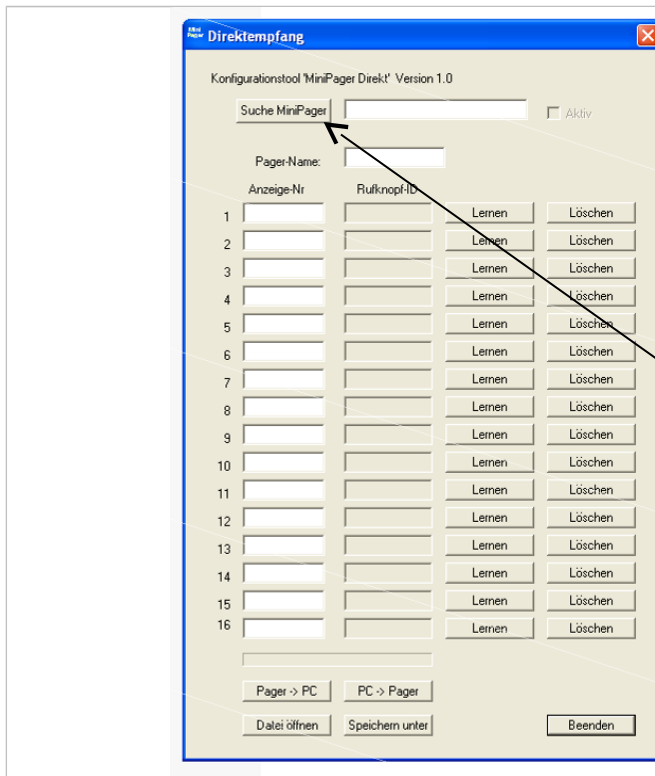 Mini Pager Direktempfang
Konfigurationstool 'MiniPager Direkt' Version 1.0
Suche MiniPager Aktiv
Pager-Name:
Anzeige-Nr Rufknopf-ID
1 Lernen Löschen
2 Lernen Löschen
3 Lernen Löschen
4 Lernen Löschen
5 Lernen Löschen
6 Lernen Löschen
7 Lernen Löschen
8 Lernen Löschen
9 Lernen Löschen
10 Lernen Löschen
11 Lernen Löschen
12 Lernen Löschen
13 Lernen Löschen
14 Lernen Löschen
15 Lernen Löschen
16 Lernen Löschen
Pager -> PC PC -> Pager
Datei öffnen Speichern unter Beenden